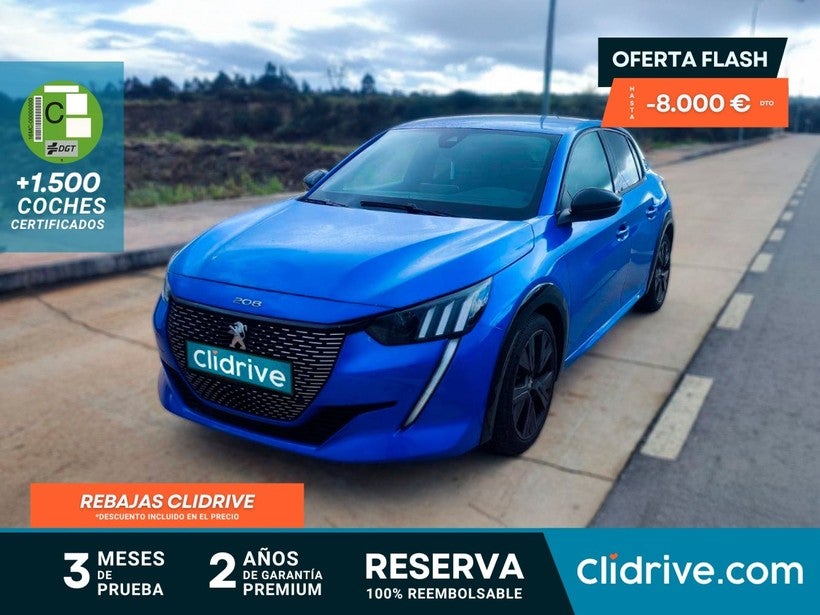 C
DGT
+1.500
COCHES
CERTIFICADOS
OFERTA FLASH
HASTA
-8.000 €
DTO
208
clidrive
REBAJAS CLIDRIVE
*DESCUENTO INCLUIDO EN EL PRECIO
3 MESES
DE
PRUEBA
2 AÑOS
DE GARANTÍA
PREMIUM
RESERVA
100% REEMBOLSABLE
clidrive.com